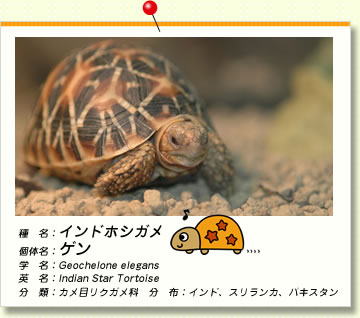 種　名：インドホシガメ
個体名：ゲン
学　名：Geochelone elegans
英　名：Indian Star Tortoise
分　類：カメ目リクガメ科　分　布：インド、スリランカ、パキスタン